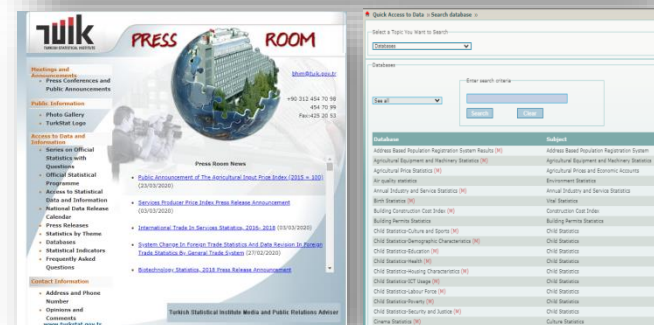 TUİK
TURKISH STATISTICAL INSTITUTE
PRESS ROOM
bhim@tuik.gov.tr
+90 312 454 70 98
454 70 99
Fax:425 20 93
Meetings and
Announcements
Press Conferences and
Public Announcements
Public Information
Photo Gallery
TurkStat Logo
Access to Data and
Information
Series on Official
Statistics with
Questions
Official Statistical
Programme
Access to Statistical
Data and Information
National Data Release
Calendar
Press Releases
Statistics by Theme
Databases
Statistical Indicators
Frequently Asked
Questions
Contact Information
Address and Phone
Number
Opinions and
Comments
www.turkstat.gov.tr
Press Room News
Public Announcement of The Agricultural Input Price Index (2015 = 100)
(23/03/2020)
Services Producer Price Index Press Release Announcement
(03/03/2020)
International Trade In Services Statistics, 2016- 2018 (03/03/2020)
System Change In Foreign Trade Statistics And Data Revision In Foreign
Trade Statistics By General Trade System (27/02/2020)
Biotechnology Statistics, 2018 Press Release Announcement
Turkish Statistical Institute Media and Public Relations Adviser
Quick Access to Data » Search database »
Select a Topic You Want to Search
Databases
Databases
See all
Enter search criteria
Search Clear
Database Subject
Address Based Population Registration System Results (M) Address Based Population Registration System
Agricultural Equipment and Machinery Statistics (M) Agricultural Equipment and Machinery Statistics
Agricultural Price Statistics (M) Agricultural Prices and Economic Accounts
Air quality statistics Environment Statistics
Annual Industry and Service Statistics (M) Annual Industry and Service Statistics
Birth Statistics (M) Vital Statistics
Building Construction Cost Index (M) Construction Cost Index
Building Permits Statistics Building Permits Statistics
Child Statistics-Culture and Sports (M) Child Statistics
Child Statistics-Demographic Characteristics (M) Child Statistics
Child Statistics-Education (M) Child Statistics
Child Statistics-Health (M) Child Statistics
Child Statistics-Housing Characteristics (M) Child Statistics
Child Statistics-ICT Usage (M) Child Statistics
Child Statistics-Labour Force (M) Child Statistics
Child Statistics-Poverty (M) Child Statistics
Child Statistics-Security and Justice (M) Child Statistics
Cinema Statistics (M) Culture Statistics